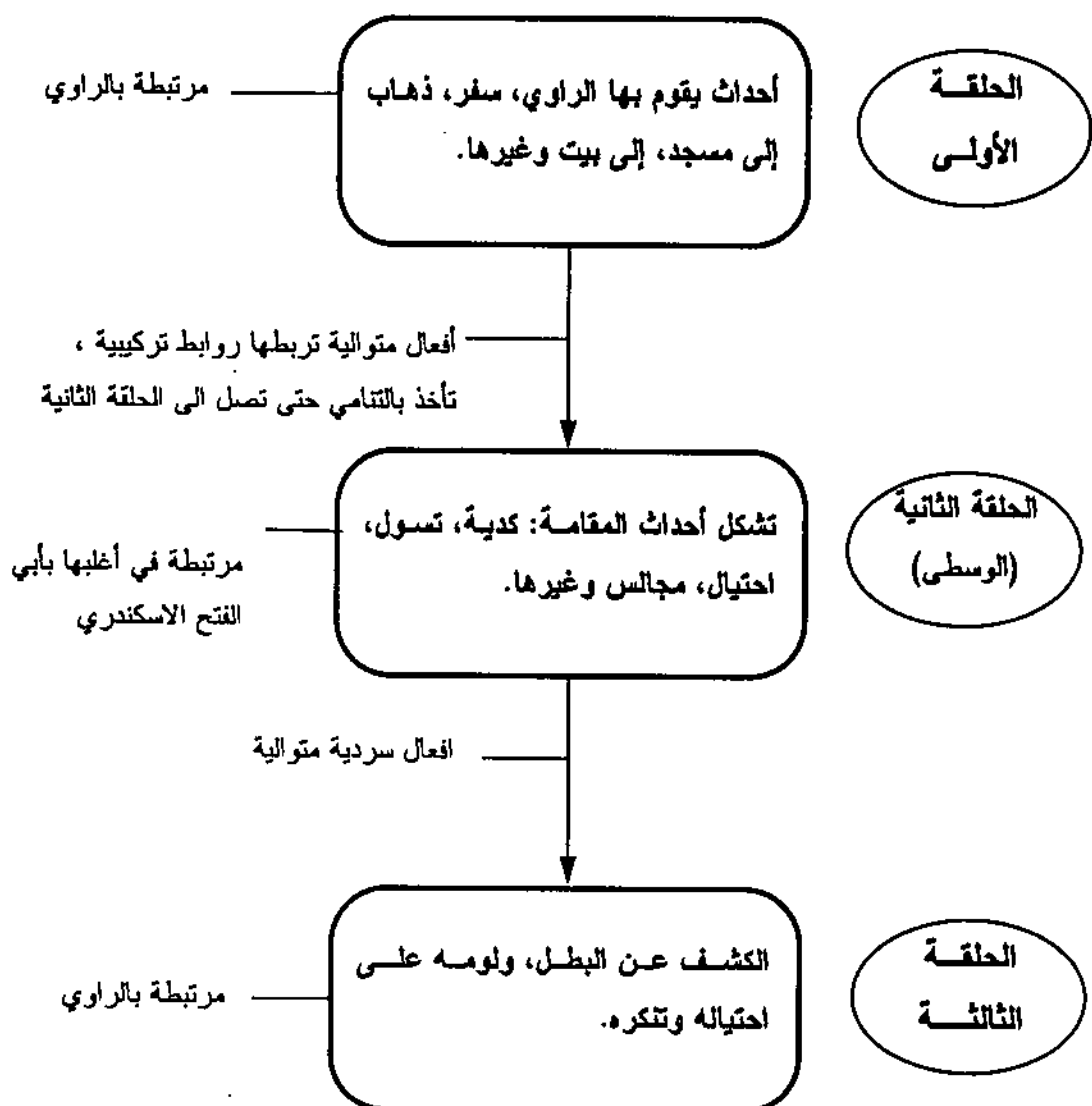 الحلقة
الأولى
أحداث يقوم بها الراوي، سفر، ذهاب
إلى مسجد، إلى بيت وغيرها.
مرتبطة بالراوي
أفعال متوالية تربطها روابط تركيبية ،
تأخذ بالتنامي حتى تصل الى الحلقة الثانية
الحلقة الثانية
(الوسطى)
تشكل أحداث المقامة: كدية، تسول،
احتيال، مجالس وغيرها.
مرتبطة في أغلبها بأبي
الفتح الاسكندري
افعال سردية متوالية
الحلقة
الثالثة
الكشف عن البطل، ولومه على
احتياله وتنكره.
مرتبطة بالراوي